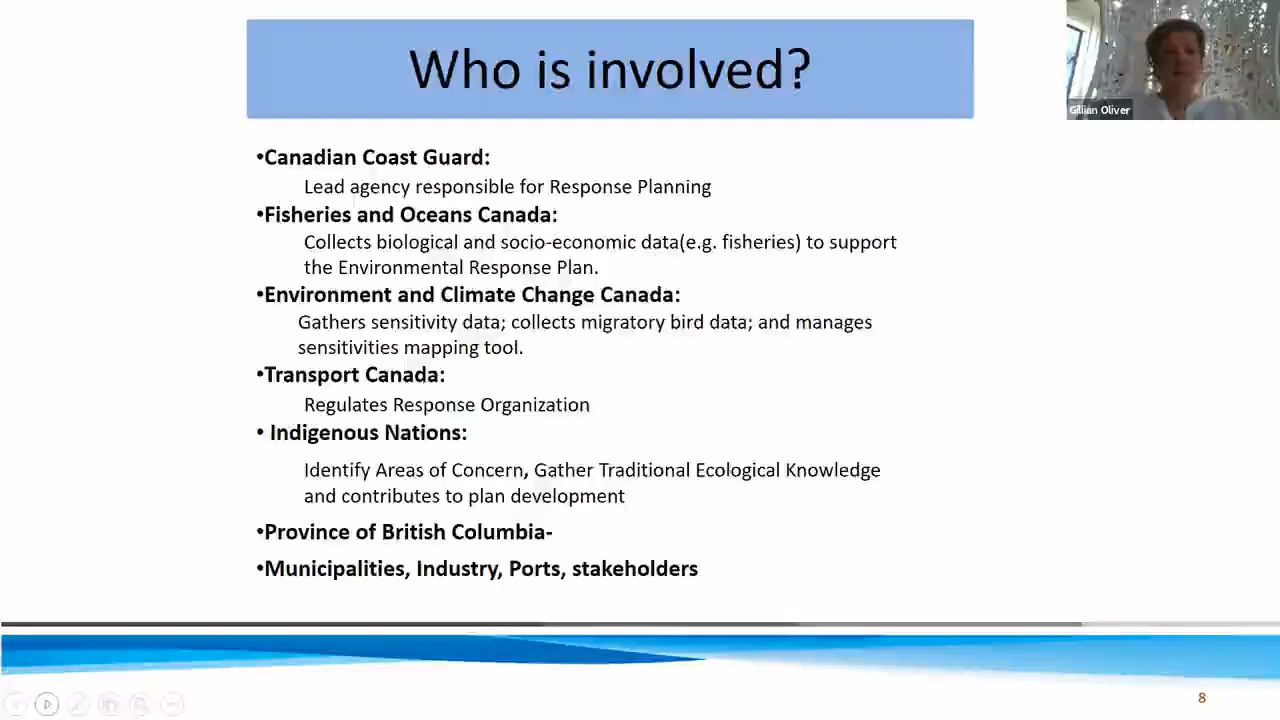 Who is involved?
Gillian Oliver
•Canadian Coast Guard:
Lead agency responsible for Response Planning
•Fisheries and Oceans Canada:
Collects biological and socio-economic data(e.g. fisheries) to support
the Environmental Response Plan.
•Environment and Climate Change Canada:
Gathers sensitivity data; collects migratory bird data; and manages
sensitivities mapping tool.
•Transport Canada:
Regulates Response Organization
• Indigenous Nations:
Identify Areas of Concern, Gather Traditional Ecological Knowledge
and contributes to plan development
•Province of British Columbia-
•Municipalities, Industry, Ports, stakeholders
8